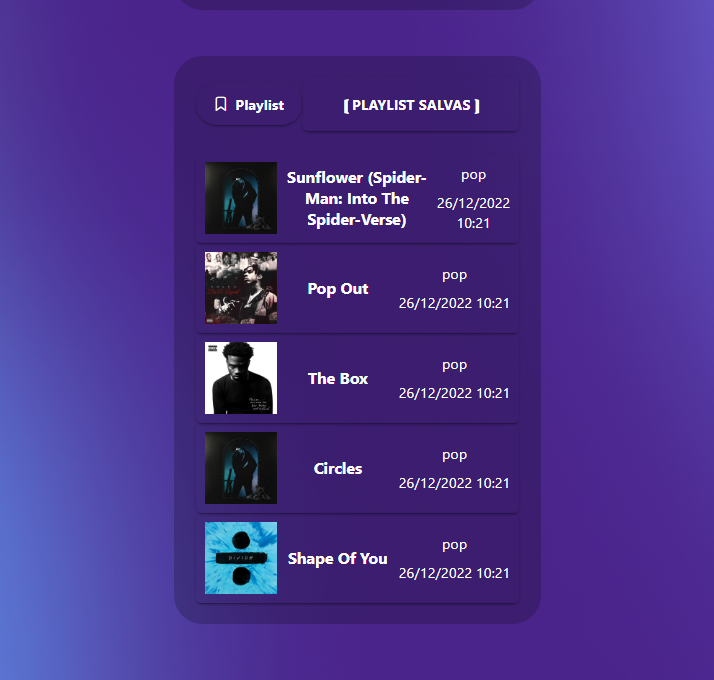 Playlist
[ PLAYLIST SALVAS ]
Sunflower (Spider-
Man: Into The
Spider-Verse)
pop
26/12/2022
10:21
Pop Out
pop
26/12/2022 10:21
The Box
pop
26/12/2022 10:21
Circles
pop
26/12/2022 10:21
Shape Of You
pop
26/12/2022 10:21